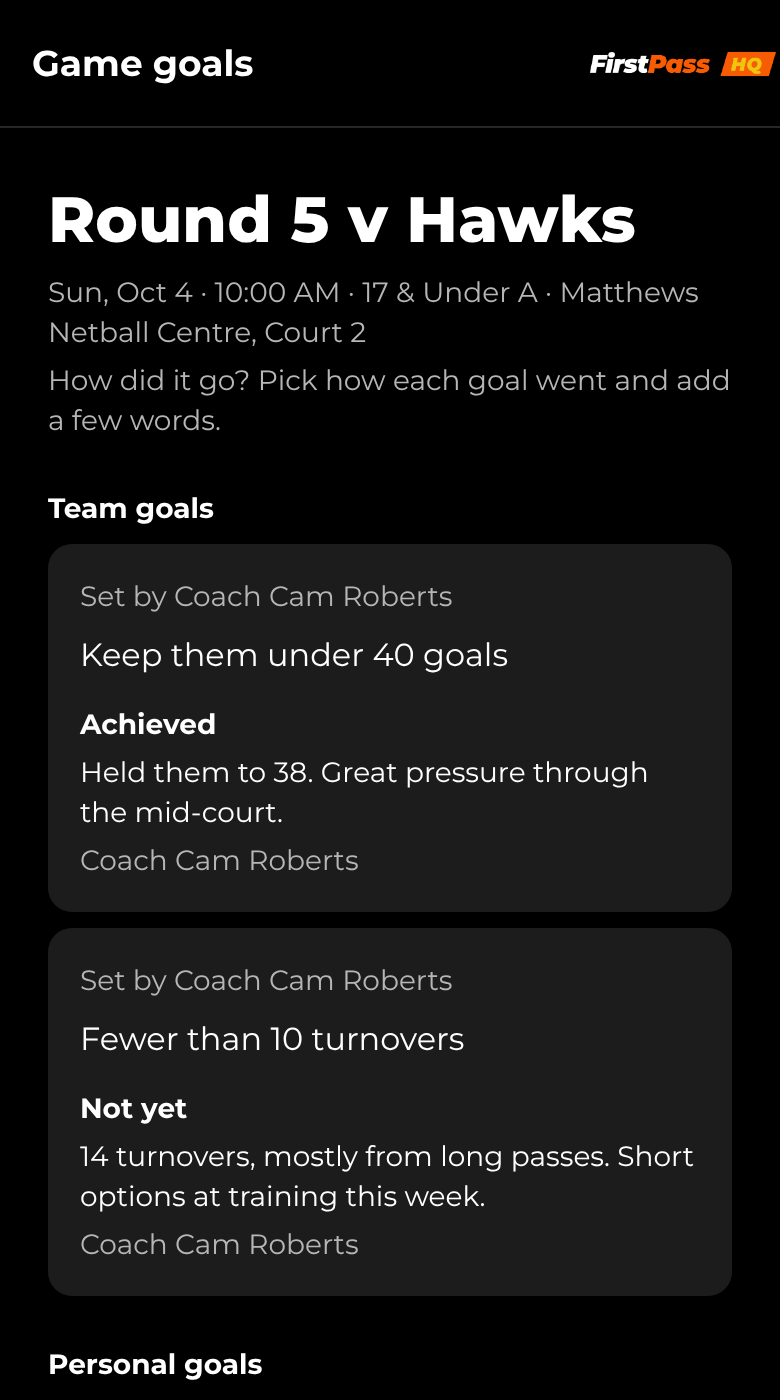 Game goals
FirstPass HQ
Round 5 v Hawks
Sun, Oct 4 · 10:00 AM · 17 & Under A · Matthews
Netball Centre, Court 2
How did it go? Pick how each goal went and add
a few words.
Team goals
Set by Coach Cam Roberts
Keep them under 40 goals
Achieved
Held them to 38. Great pressure through
the mid-court.
Coach Cam Roberts
Set by Coach Cam Roberts
Fewer than 10 turnovers
Not yet
14 turnovers, mostly from long passes. Short
options at training this week.
Coach Cam Roberts
Personal goals